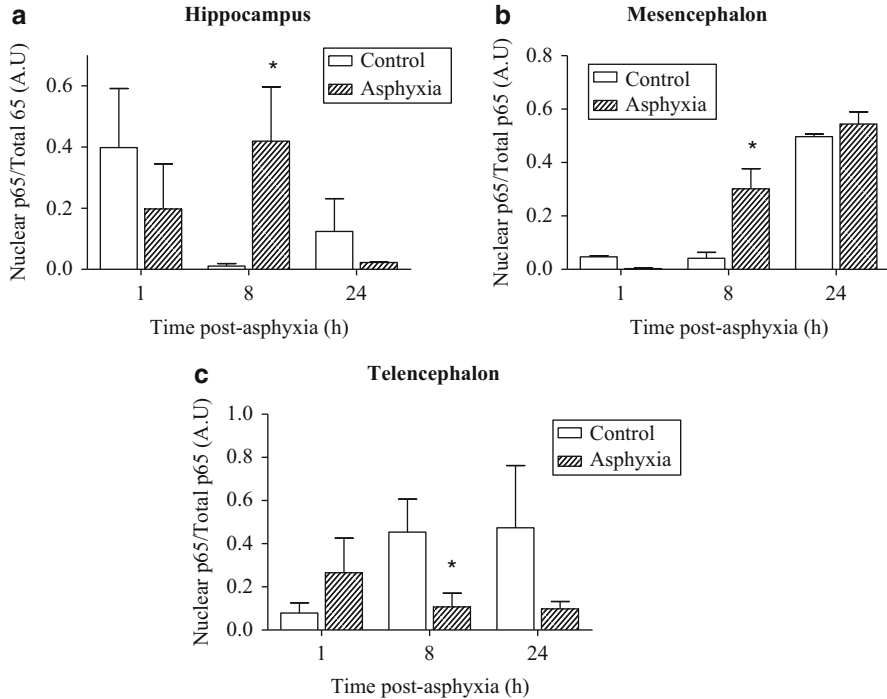 a
Hippocampus
Nuclear p65/Total 65 (A.U)
0.6
0.4
0.2
0.0
*
Control
Asphyxia
1 8 24
Time post-asphyxia (h)
b
Mesencephalon
Nuclear p65/Total p65 (A.U)
0.8
0.6
0.4
0.2
0.0
Control
Asphyxia
*
1 8 24
Time post-asphyxia (h)
c
Telencephalon
Nuclear p65/Total p65 (A.U)
1.0
0.8
0.6
0.4
0.2
0.0
Control
Asphyxia
*
1 8 24
Time post-asphyxia (h)